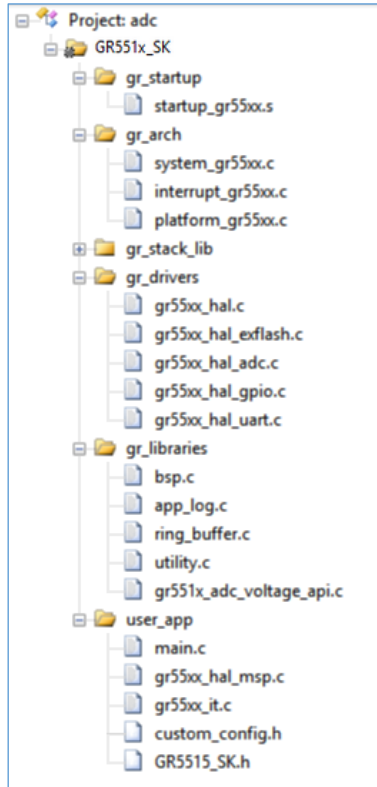 Project: adc
GR551x_SK
gr_startup
startup_gr55xx.s
gr_arch
system_gr55xx.c
interrupt_gr55xx.c
platform_gr55xx.c
gr_stack_lib
gr_drivers
gr55xx_hal.c
gr55xx_hal_exflash.c
gr55xx_hal_adc.c
gr55xx_hal_gpio.c
gr55xx_hal_uart.c
gr_libraries
bsp.c
app_log.c
ring_buffer.c
utility.c
gr551x_adc_voltage_api.c
user_app
main.c
gr55xx_hal_msp.c
gr55xx_it.c
custom_config.h
GR5515_SK.h